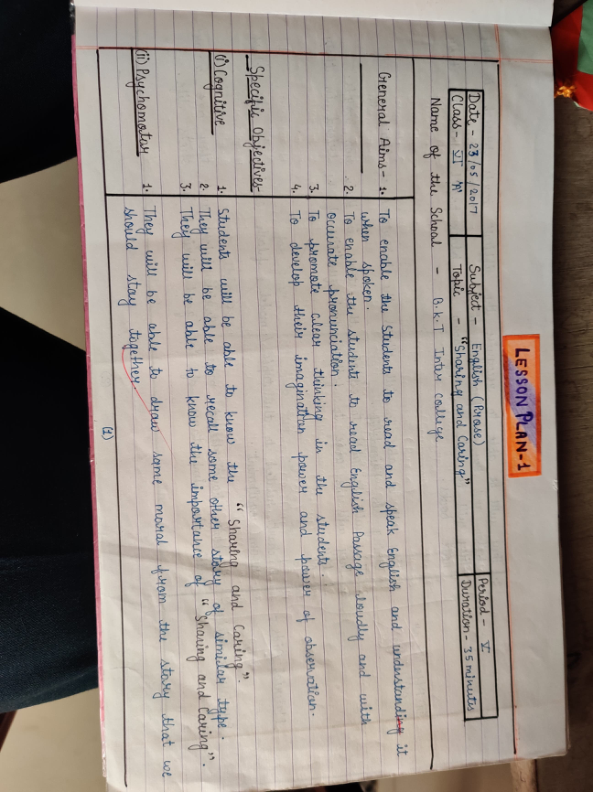 LESSON PLAN-1
Date - 23/05/2017 Subject - English (Prose) Period - V
Class - VI "A" Topic - "Sharing and Caring" Duration - 35 minutes
Name of the School - B.K.T Inter college
General Aims- 1. To enable the Students to read and speak English and understanding it
when spoken.
2. To enable the students to read English Passage loudly and with
accurate pronunciation.
3. To promote clear thinking in the students.
4. To develop their imagination power and power of observation.
Specific Objectives-
(i) Cognitive 1. Students will be able to know the "Sharing and Caring".
2. They will be able to recall some other story of similar type.
3. They will be able to know the importance of "Sharing and Caring".
(ii) Psychomotor 1. They will be able to draw some moral from the story that we
should stay together.
(1)